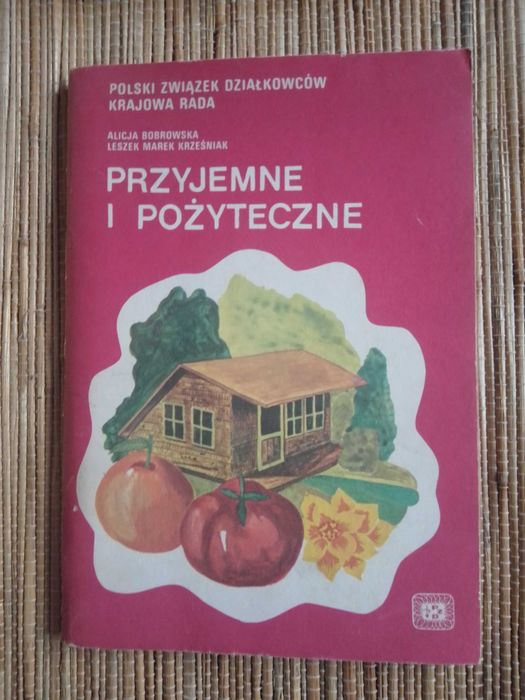 POLSKI ZWIĄZEK DZIAŁKOWCÓW
KRAJOWA RADA
ALICJA BOBROWSKA
LESZEK MAREK KRZEŚNIAK
PRZYJEMNE
I POŻYTECZNE